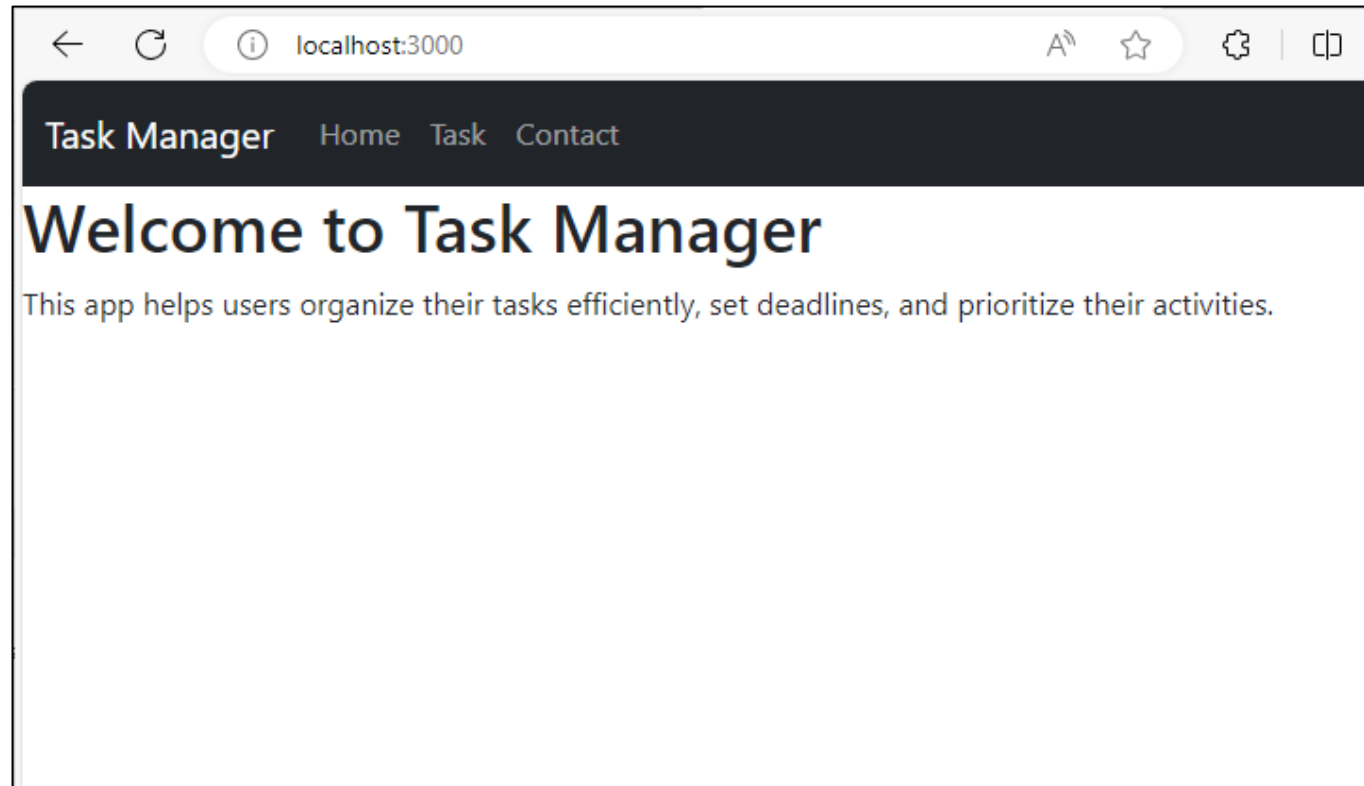 localhost:3000
Task Manager Home Task Contact
Welcome to Task Manager
This app helps users organize their tasks efficiently, set deadlines, and prioritize their activities.